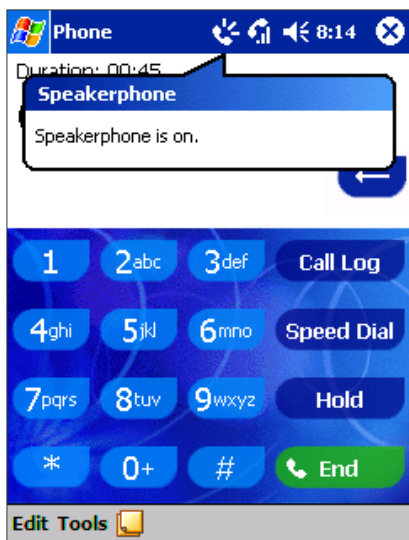 Phone 8:14
Duration: 00:45
Speakerphone
Speakerphone is on.
1 2abc 3def Call Log
4ghi 5jkl 6mno Speed Dial
7pqrs 8tuv 9wxyz Hold
* 0+ # End
Edit Tools